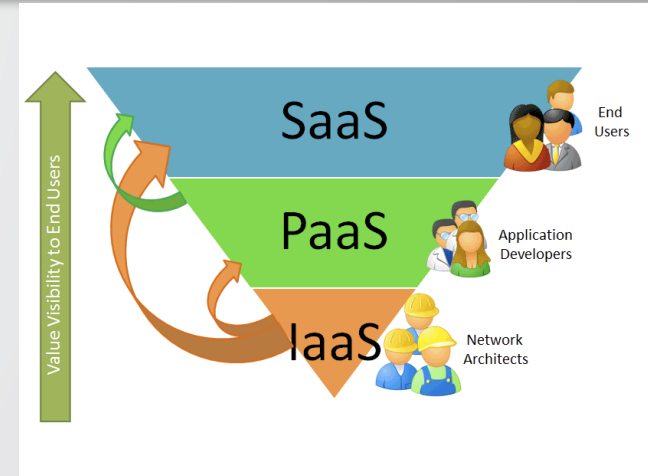 Value Visibility to End Users
SaaS
End
Users
PaaS
Application
Developers
IaaS
Network
Architects